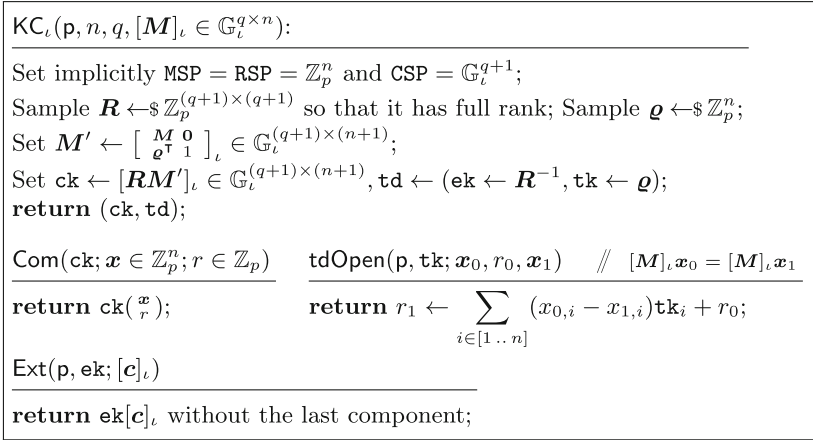 KC_ι(p, n, q, [M]_ι ∈ 𝔾_ι^{q×n}):
Set implicitly MSP = RSP = ℤ_p^n and CSP = 𝔾_ι^{q+1};
Sample R ←$ ℤ_p^{(q+1)×(q+1)} so that it has full rank; Sample ϱ ←$ ℤ_p^n;
Set M′ ← [ M 0 ; ϱ^⊤ 1 ]_ι ∈ 𝔾_ι^{(q+1)×(n+1)};
Set ck ← [RM′]_ι ∈ 𝔾_ι^{(q+1)×(n+1)}, td ← (ek ← R^{−1}, tk ← ϱ);
return (ck, td);
Com(ck; x ∈ ℤ_p^n; r ∈ ℤ_p)
return ck(x r);
tdOpen(p, tk; x_0, r_0, x_1) // [M]_ι x_0 = [M]_ι x_1
return r_1 ← ∑_{i∈[1..n]} (x_{0,i} − x_{1,i})tk_i + r_0;
Ext(p, ek; [c]_ι)
return ek[c]_ι without the last component;